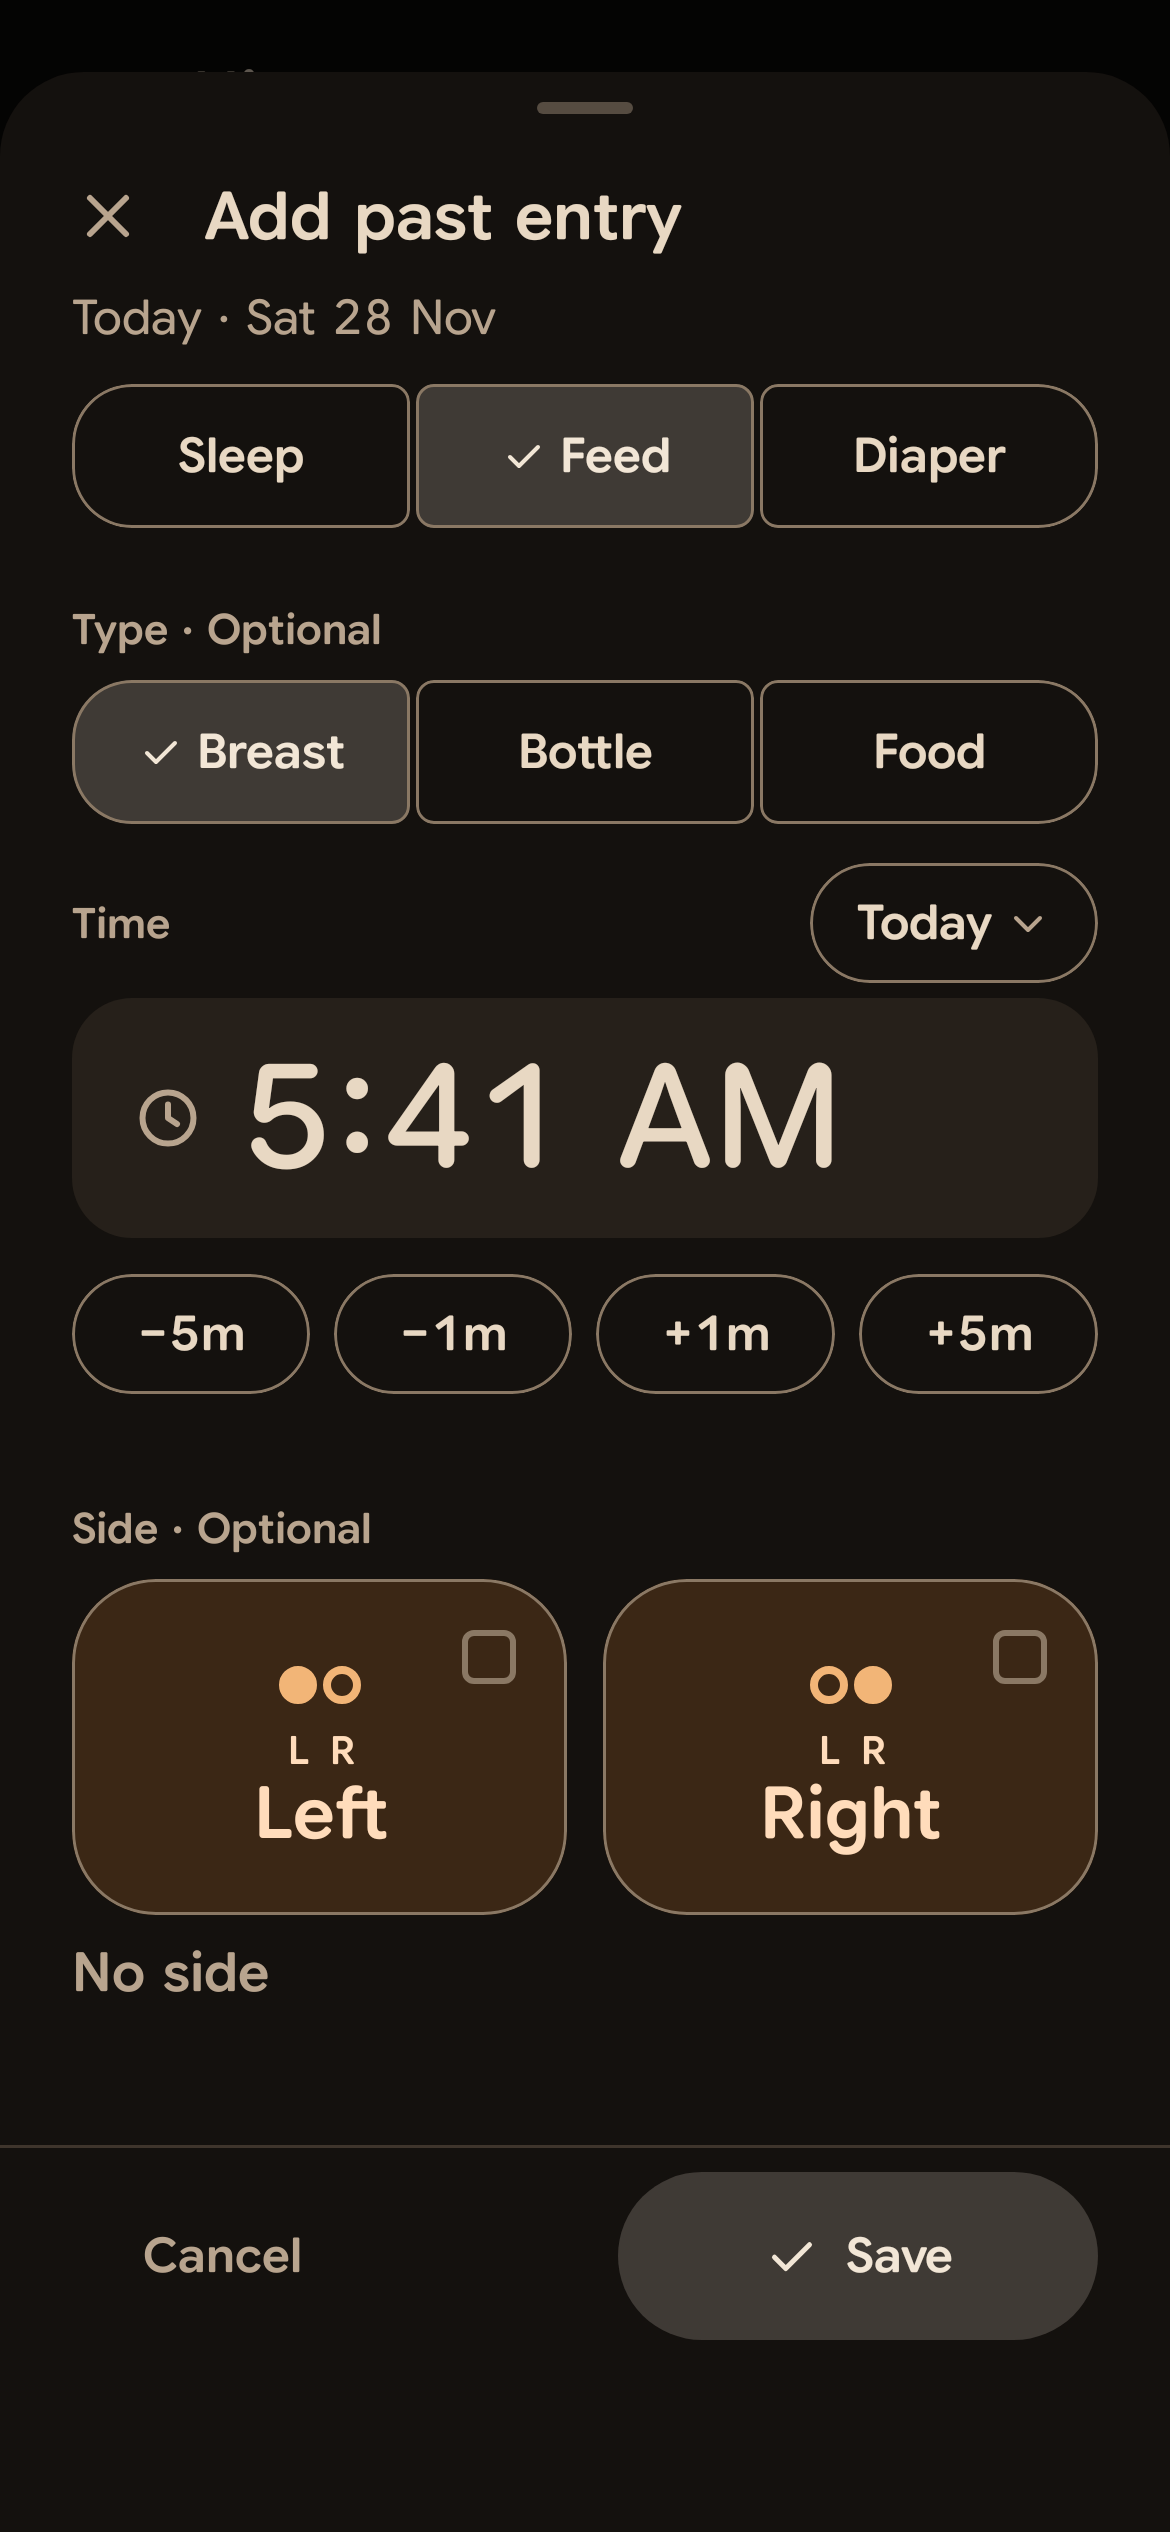 Add past entry
Today · Sat 28 Nov
Sleep
Feed
Diaper
Type · Optional
Breast
Bottle
Food
Time
Today
5:41 AM
−5m
−1m
+1m
+5m
Side · Optional
L R
Left
L R
Right
No side
Cancel
Save